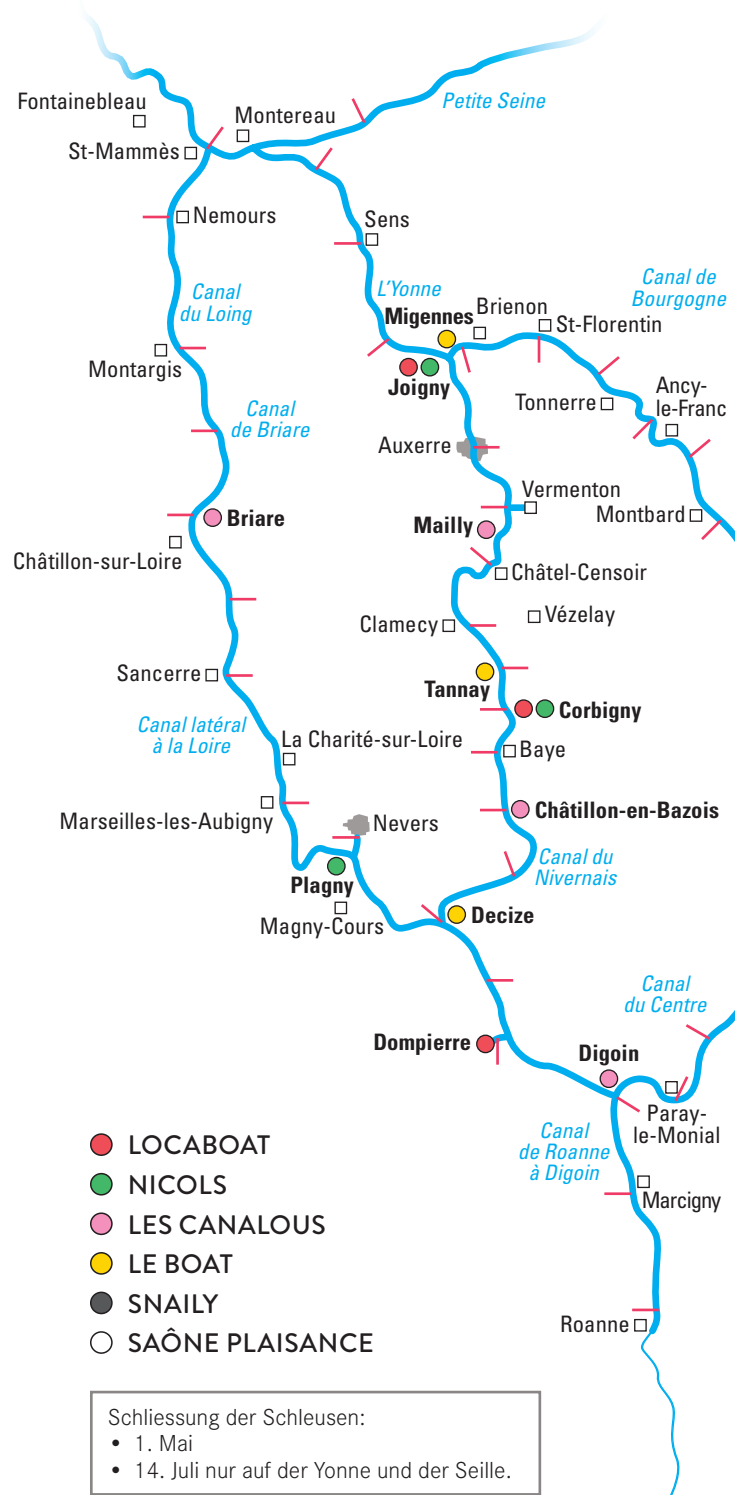 Petite Seine
Fontainebleau
Montereau
St-Mammès
Nemours
Sens
Canal
du Loing
L'Yonne
Canal de
Bourgogne
Migennes
Brienon
St-Florentin
Montargis
Joigny
Tonnerre
Ancy-
le-Franc
Canal
de Briare
Auxerre
Vermenton
Montbard
Briare
Mailly
Châtillon-sur-Loire
Châtel-Censoir
Clamecy
Vézelay
Sancerre
Tannay
Corbigny
Canal latéral
à la Loire
La Charité-sur-Loire
Baye
Marseilles-les-Aubigny
Nevers
Châtillon-en-Bazois
Canal du
Nivernais
Plagny
Magny-Cours
Decize
Canal
du Centre
Dompierre
Digoin
Paray-
le-Monial
Canal
de Roanne
à Digoin
Marcigny
Roanne
LOCABOAT
NICOLS
LES CANALOUS
LE BOAT
SNAILY
SAÔNE PLAISANCE
Schliessung der Schleusen:
• 1. Mai
• 14. Juli nur auf der Yonne und der Seille.